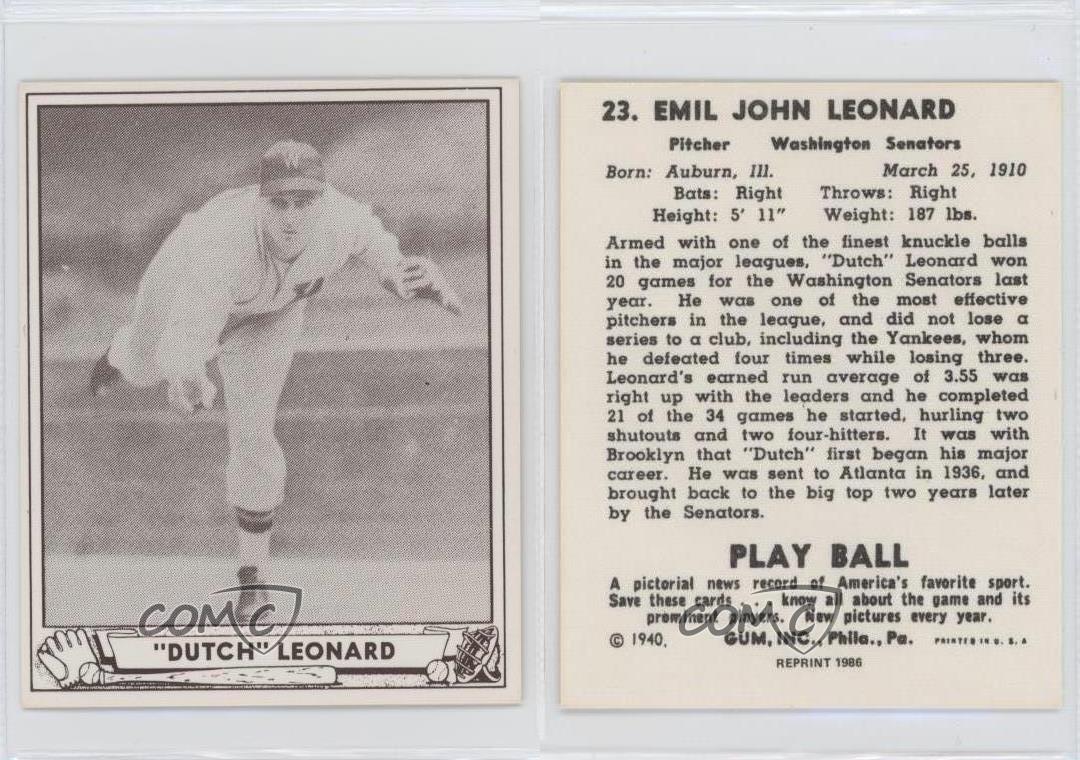 "DUTCH" LEONARD
COMC
23. EMIL JOHN LEONARD
Pitcher Washington Senators
Born: Auburn, Ill. March 25, 1910
Bats: Right Throws: Right
Height: 5' 11" Weight: 187 lbs.
Armed with one of the finest knuckle balls
in the major leagues, "Dutch" Leonard won
20 games for the Washington Senators last
year. He was one of the most effective
pitchers in the league, and did not lose a
series to a club, including the Yankees, whom
he defeated four times while losing three.
Leonard's earned run average of 3.55 was
right up with the leaders and he completed
21 of the 34 games he started, hurling two
shutouts and two four-hitters. It was with
Brooklyn that "Dutch" first began his major
career. He was sent to Atlanta in 1936, and
brought back to the big top two years later
by the Senators.
PLAY BALL
A pictorial news record of America's favorite sport.
Save these cards know all about the game and its
prominent players. New pictures every year.
© 1940, GUM, INC., Phila., Pa. PRINTED IN U. S. A
REPRINT 1986
COMC